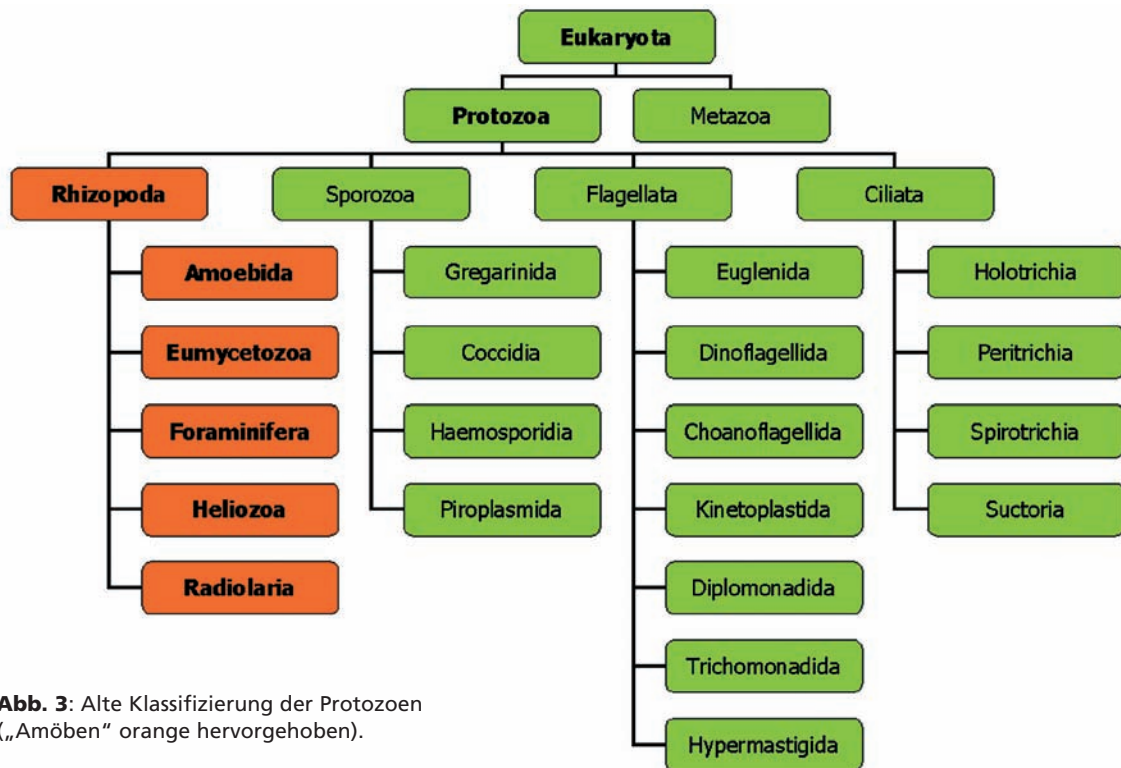 Eukaryota
Protozoa
Metazoa
Rhizopoda
Sporozoa
Flagellata
Ciliata
Amoebida
Gregarinida
Euglenida
Holotrichia
Eumycetozoa
Coccidia
Dinoflagellida
Peritrichia
Foraminifera
Haemosporidia
Choanoflagellida
Spirotrichia
Heliozoa
Piroplasmida
Kinetoplastida
Suctoria
Radiolaria
Diplomonadida
Trichomonadida
Hypermastigida
Abb. 3: Alte Klassifizierung der Protozoen
(„Amöben“ orange hervorgehoben).